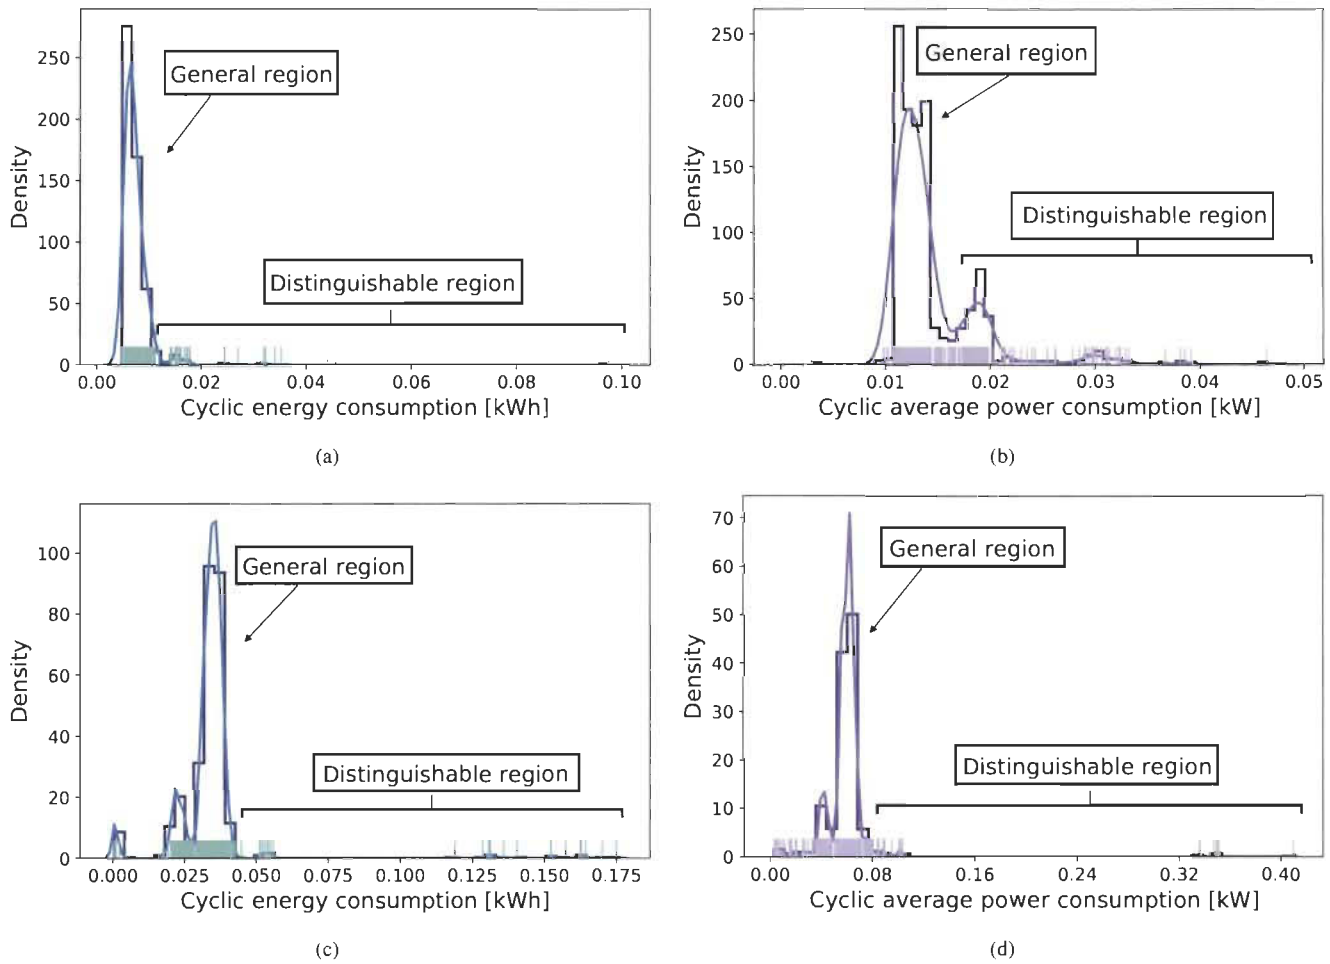 250
200
150
100
50
0
Density
General region
Distinguishable region
0.00 0.02 0.04 0.06 0.08 0.10
Cyclic energy consumption [kWh]
(a)
250
200
150
100
50
0
Density
General region
Distinguishable region
0.00 0.01 0.02 0.03 0.04 0.05
Cyclic average power consumption [kW]
(b)
100
80
60
40
20
0
Density
General region
Distinguishable region
0.000 0.025 0.050 0.075 0.100 0.125 0.150 0.175
Cyclic energy consumption [kWh]
(c)
70
60
50
40
30
20
10
0
Density
General region
Distinguishable region
0.00 0.08 0.16 0.24 0.32 0.40
Cyclic average power consumption [kW]
(d)